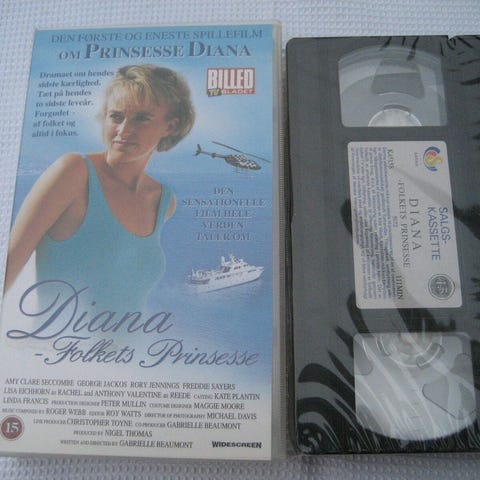 DEN FØRSTE OG ENESTE SPILLEFILM
OM PRINSESSE DIANA
Dramaet om hendes
sidste kærlighed.
Tæt på hendes
to sidste leveår.
Forgudet -
af folket og
altid i fokus.
BILLED
TV BLADET
DEN
SENSATIONELLE
FILM HELE
VERDEN
TALER OM
Diana
- Folkets Prinsesse
AMY CLARE SECCOMBE GEORGE JACKOS RORY JENNINGS FREDDIE SAYERS
LISA EICHHORN as RACHEL and ANTHONY VALENTINE as REEDE CASTING KATE PLANTIN
LINDA FRANCIS PRODUCTION DESIGNER PETER MULLIN COSTUME DESIGNER MAGGIE MOORE
MUSIC COMPOSED BY ROGER WEBB EDITOR ROY WATTS DIRECTOR OF PHOTOGRAPHY MICHAEL DAVIS
LINE PRODUCER CHRISTOPHER TOYNE CO-PRODUCER GABRIELLE BEAUMONT
PRODUCED BY NIGEL THOMAS
WRITTEN AND DIRECTED BY GABRIELLE BEAUMONT
15
WIDESCREEN
SALGS-
KASSETTE
DIANA
-FOLKETS PRINSESSE